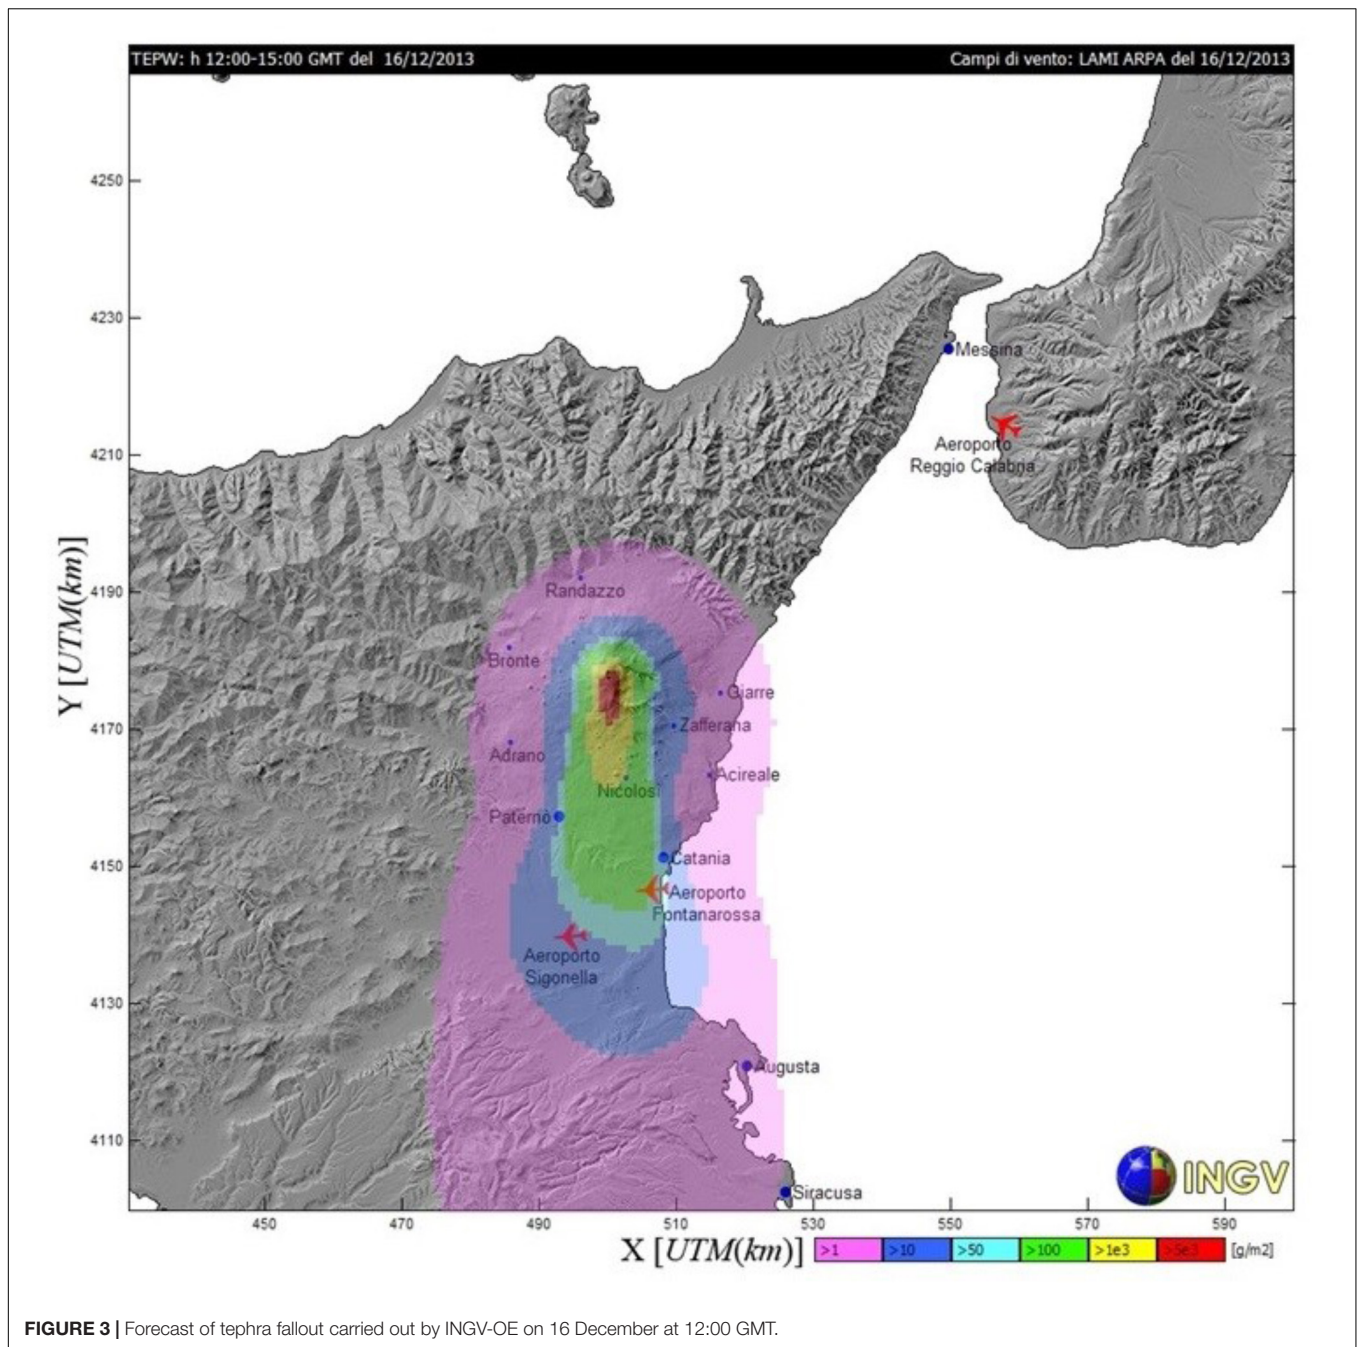 TEPW: h 12:00-15:00 GMT del 16/12/2013
Campi di vento: LAMI ARPA del 16/12/2013
4250
4230
4210
4190
4170
4150
4130
4110
Y [UTM(km)]
Messina
Aeroporto
Reggio Calabria
Randazzo
Bronte
Giarre
Zafferana
Adrano
Acireale
Nicolosi
Paternò
Catania
Aeroporto
Fontanarossa
Aeroporto
Sigonella
Augusta
INGV
Siracusa
450
470
490
510
530
550
570
590
X [UTM(km)]
>1
>10
>50
>100
>1e3
>5e3
[g/m2]
FIGURE 3 | Forecast of tephra fallout carried out by INGV-OE on 16 December at 12:00 GMT.